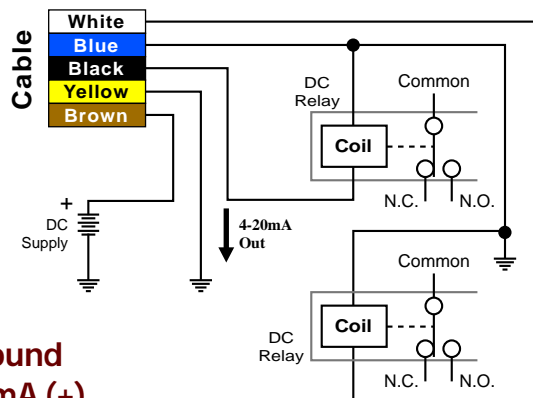 Cable
White
Blue
Black
Yellow
Brown
+
DC
Supply
4-20mA
Out
DC
Relay
Coil
Common
N.C. N.O.
DC
Relay
Coil
Common
N.C. N.O.
ound
mA (+)